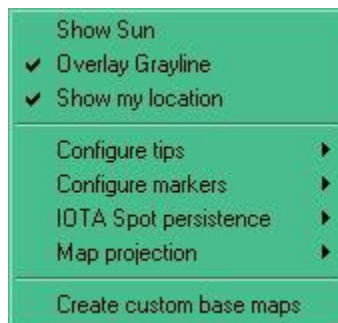 Show Sun
Overlay Grayline
Show my location
Configure tips
Configure markers
IOTA Spot persistence
Map projection
Create custom base maps